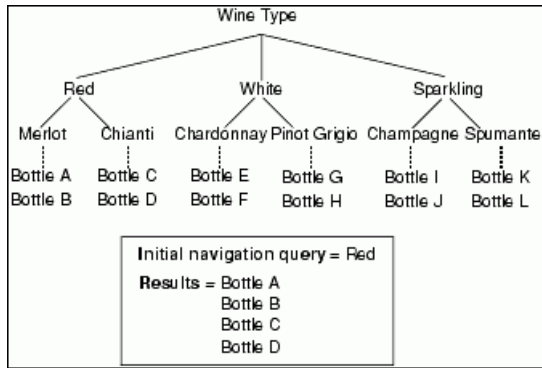 Wine Type
Red White Sparkling
Merlot Chianti Chardonnay Pinot Grigio Champagne Spumante
Bottle A Bottle C Bottle E Bottle G Bottle I Bottle K
Bottle B Bottle D Bottle F Bottle H Bottle J Bottle L
Initial navigation query = Red
Results = Bottle A
Bottle B
Bottle C
Bottle D